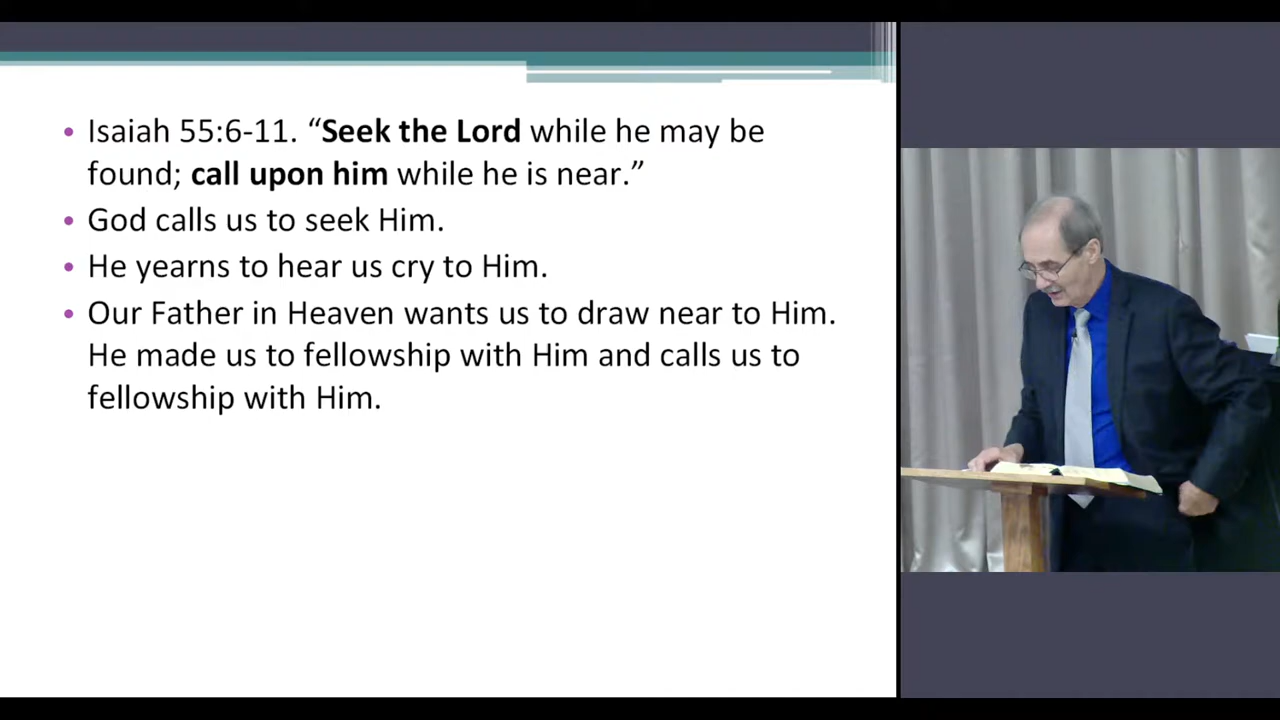 • Isaiah 55:6-11. “Seek the Lord while he may be
found; call upon him while he is near.”
• God calls us to seek Him.
• He yearns to hear us cry to Him.
• Our Father in Heaven wants us to draw near to Him.
He made us to fellowship with Him and calls us to
fellowship with Him.